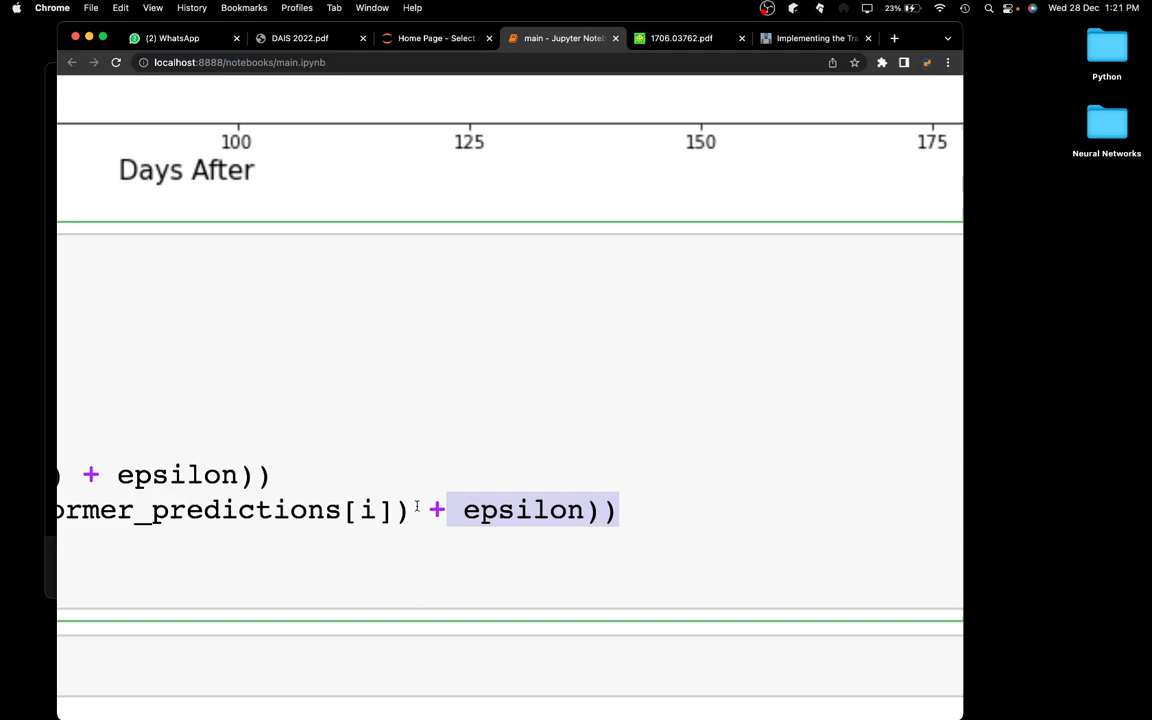 Chrome File Edit View History Bookmarks Profiles Tab Window Help 23% Wed 28 Dec 1:21 PM
(2) WhatsApp DAIS 2022.pdf Home Page - Select main - Jupyter Noteb 1706.03762.pdf Implementing the Tra
localhost:8888/notebooks/main.ipynb
Python
Neural Networks
100 125 150 175
Days After
) + epsilon))
ormer_predictions[i]) + epsilon))